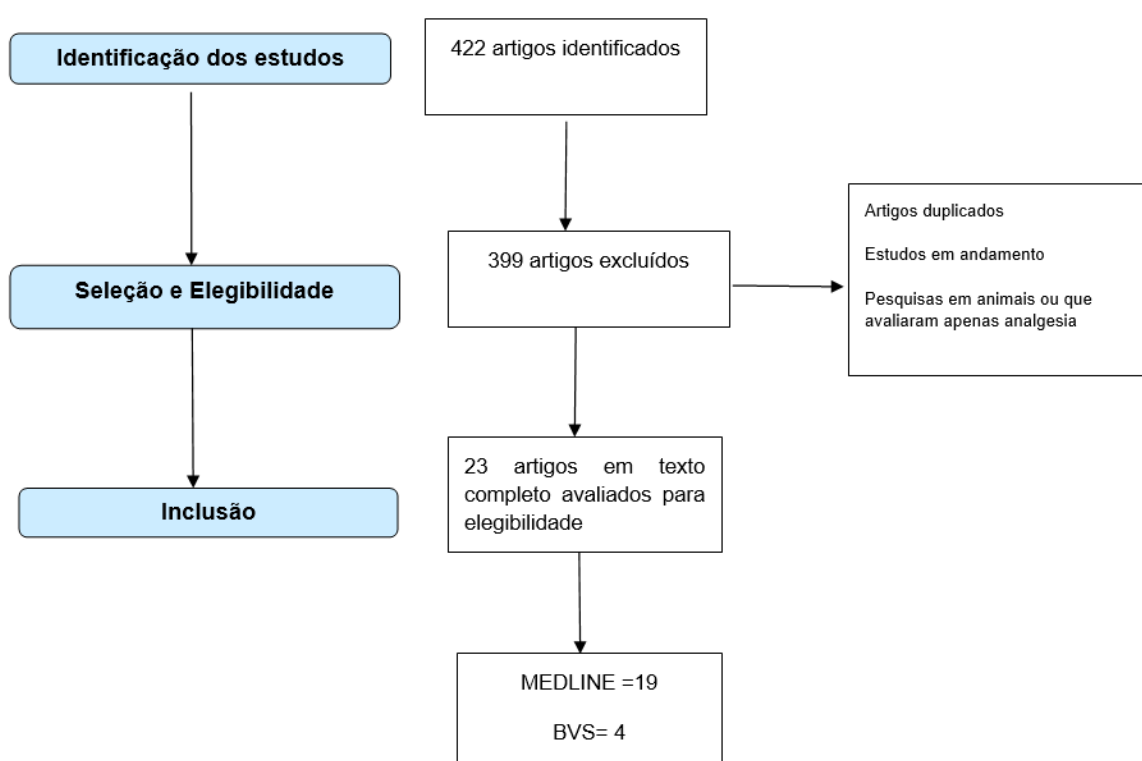 Identificação dos estudos
422 artigos identificados
Seleção e Elegibilidade
399 artigos excluídos
Artigos duplicados
Estudos em andamento
Pesquisas em animais ou que
avaliaram apenas analgesia
Inclusão
23 artigos em texto
completo avaliados para
elegibilidade
MEDLINE =19
BVS= 4